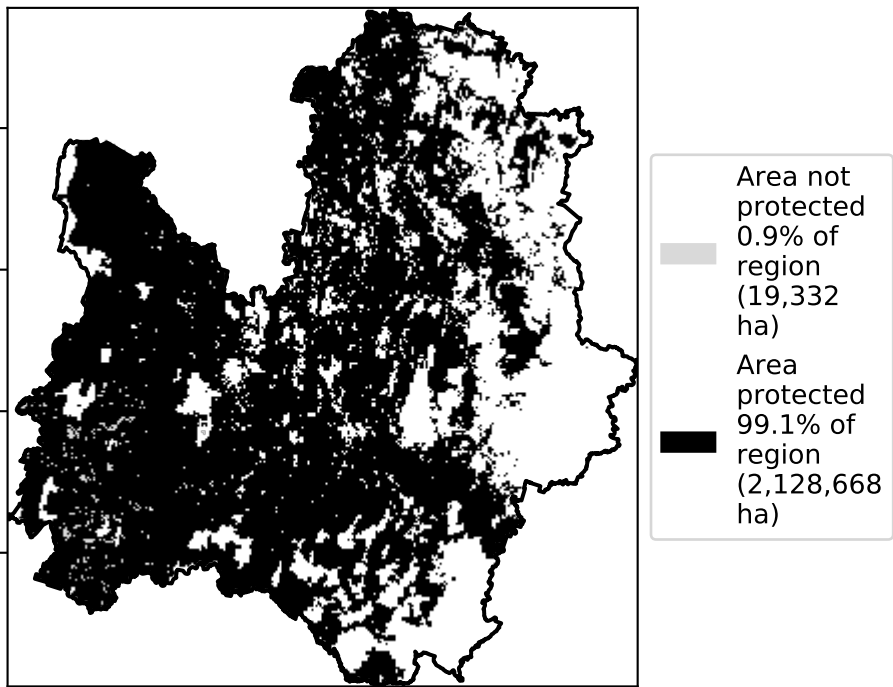 Area not
protected
0.9% of
region
(19,332
ha)
Area
protected
99.1% of
region
(2,128,668
ha)